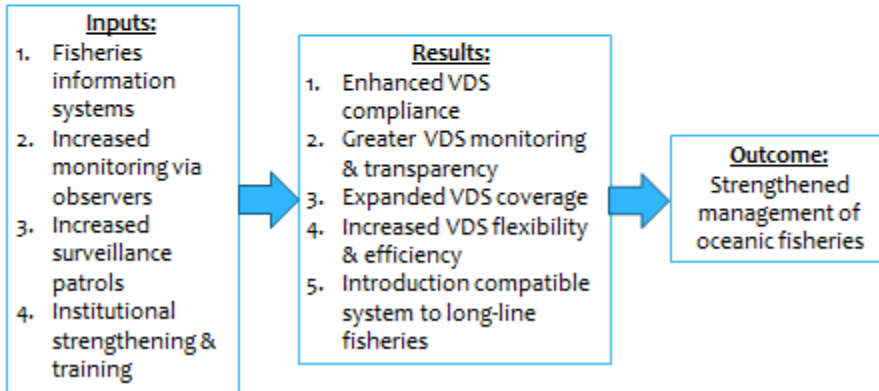 Inputs:
1. Fisheries
information
systems
2. Increased
monitoring via
observers
3. Increased
surveillance
patrols
4. Institutional
strengthening &
training
Results:
1. Enhanced VDS
compliance
2. Greater VDS monitoring
& transparency
3. Expanded VDS coverage
4. Increased VDS flexibility
& efficiency
5. Introduction compatible
system to long-line
fisheries
Outcome:
Strengthened
management of
oceanic fisheries